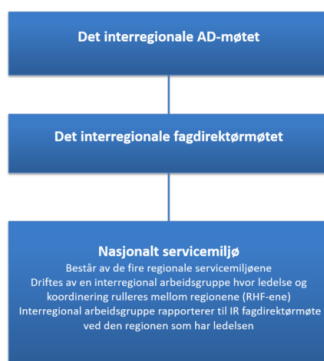 Det interregionale AD-møtet
Det interregionale fagdirektørmøtet
Nasjonalt servicemiljø
Består av de fire regionale servicemiljøene
Driftes av en interregional arbeidsgruppe hvor ledelse og
koordinering rulleres mellom regionene (RHF-ene)
Interregional arbeidsgruppe rapporterer til IR fagdirektørmøte
ved den regionen som har ledelsen